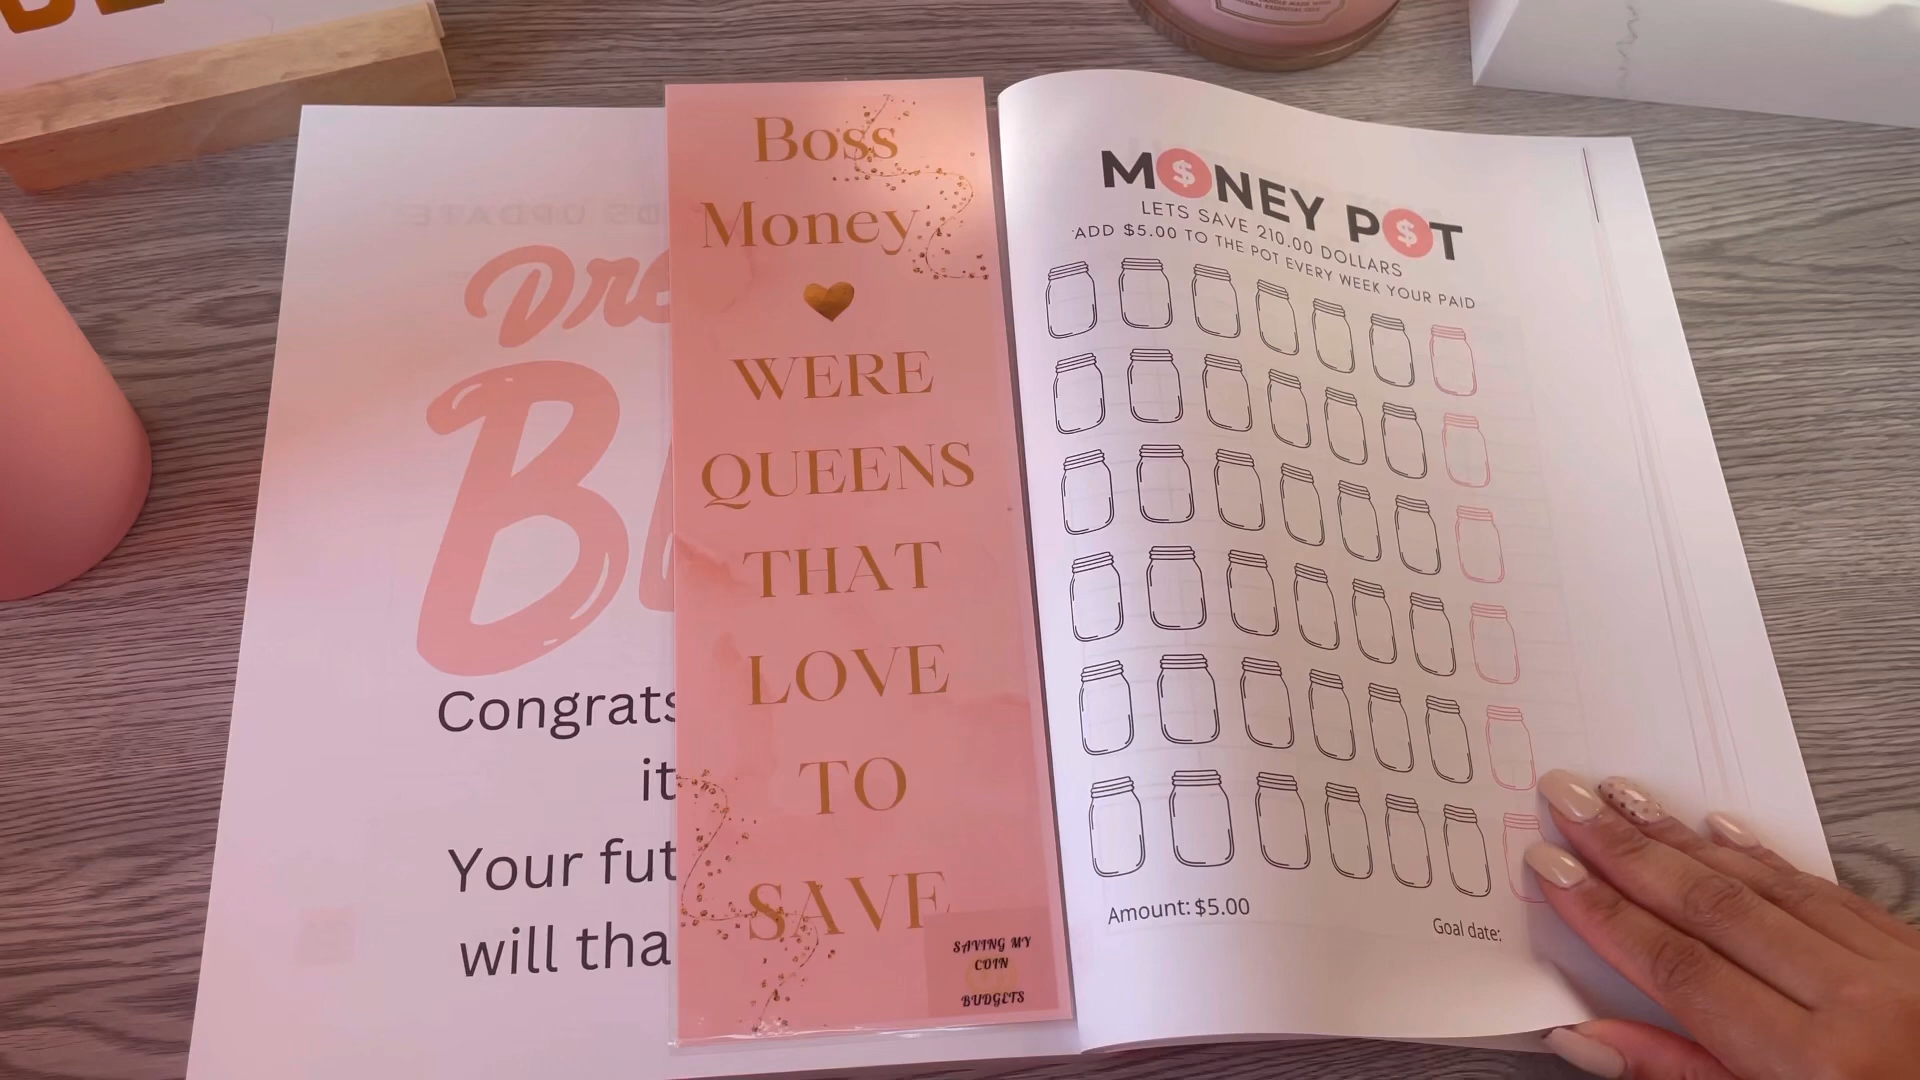 Congrats
it
Your fut
will tha
Boss
Money
WERE
QUEENS
THAT
LOVE
TO
SAVE
SAVING MY
COIN
BUDGETS
M$NEY P$T
LETS SAVE 210.00 DOLLARS
ADD $5.00 TO THE POT EVERY WEEK YOUR PAID
Amount: $5.00
Goal date: